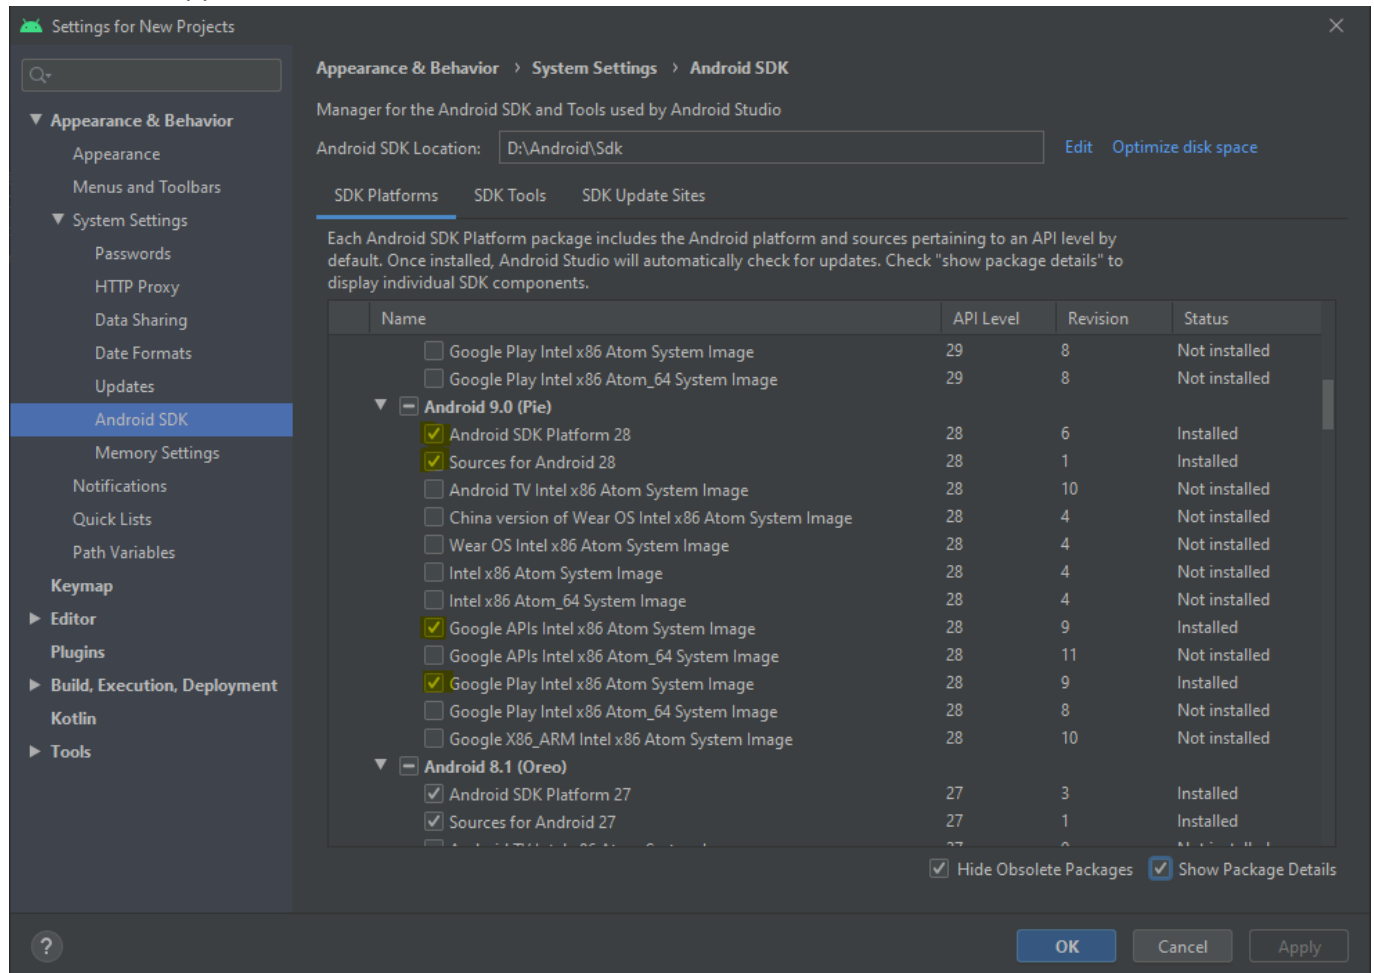 Settings for New Projects
Appearance & Behavior
Appearance
Menus and Toolbars
System Settings
Passwords
HTTP Proxy
Data Sharing
Date Formats
Updates
Android SDK
Memory Settings
Notifications
Quick Lists
Path Variables
Keymap
Editor
Plugins
Build, Execution, Deployment
Kotlin
Tools
Appearance & Behavior > System Settings > Android SDK
Manager for the Android SDK and Tools used by Android Studio
Android SDK Location: D:\Android\Sdk Edit Optimize disk space
SDK Platforms SDK Tools SDK Update Sites
Each Android SDK Platform package includes the Android platform and sources pertaining to an API level by
default. Once installed, Android Studio will automatically check for updates. Check "show package details" to
display individual SDK components.
Name API Level Revision Status
Google Play Intel x86 Atom System Image 29 8 Not installed
Google Play Intel x86 Atom_64 System Image 29 8 Not installed
Android 9.0 (Pie)
Android SDK Platform 28 28 6 Installed
Sources for Android 28 28 1 Installed
Android TV Intel x86 Atom System Image 28 10 Not installed
China version of Wear OS Intel x86 Atom System Image 28 4 Not installed
Wear OS Intel x86 Atom System Image 28 4 Not installed
Intel x86 Atom System Image 28 4 Not installed
Intel x86 Atom_64 System Image 28 4 Not installed
Google APIs Intel x86 Atom System Image 28 9 Installed
Google APIs Intel x86 Atom_64 System Image 28 11 Not installed
Google Play Intel x86 Atom System Image 28 9 Installed
Google Play Intel x86 Atom_64 System Image 28 8 Not installed
Google X86_ARM Intel x86 Atom System Image 28 10 Not installed
Android 8.1 (Oreo)
Android SDK Platform 27 27 3 Installed
Sources for Android 27 27 1 Installed
Hide Obsolete Packages Show Package Details
? OK Cancel Apply